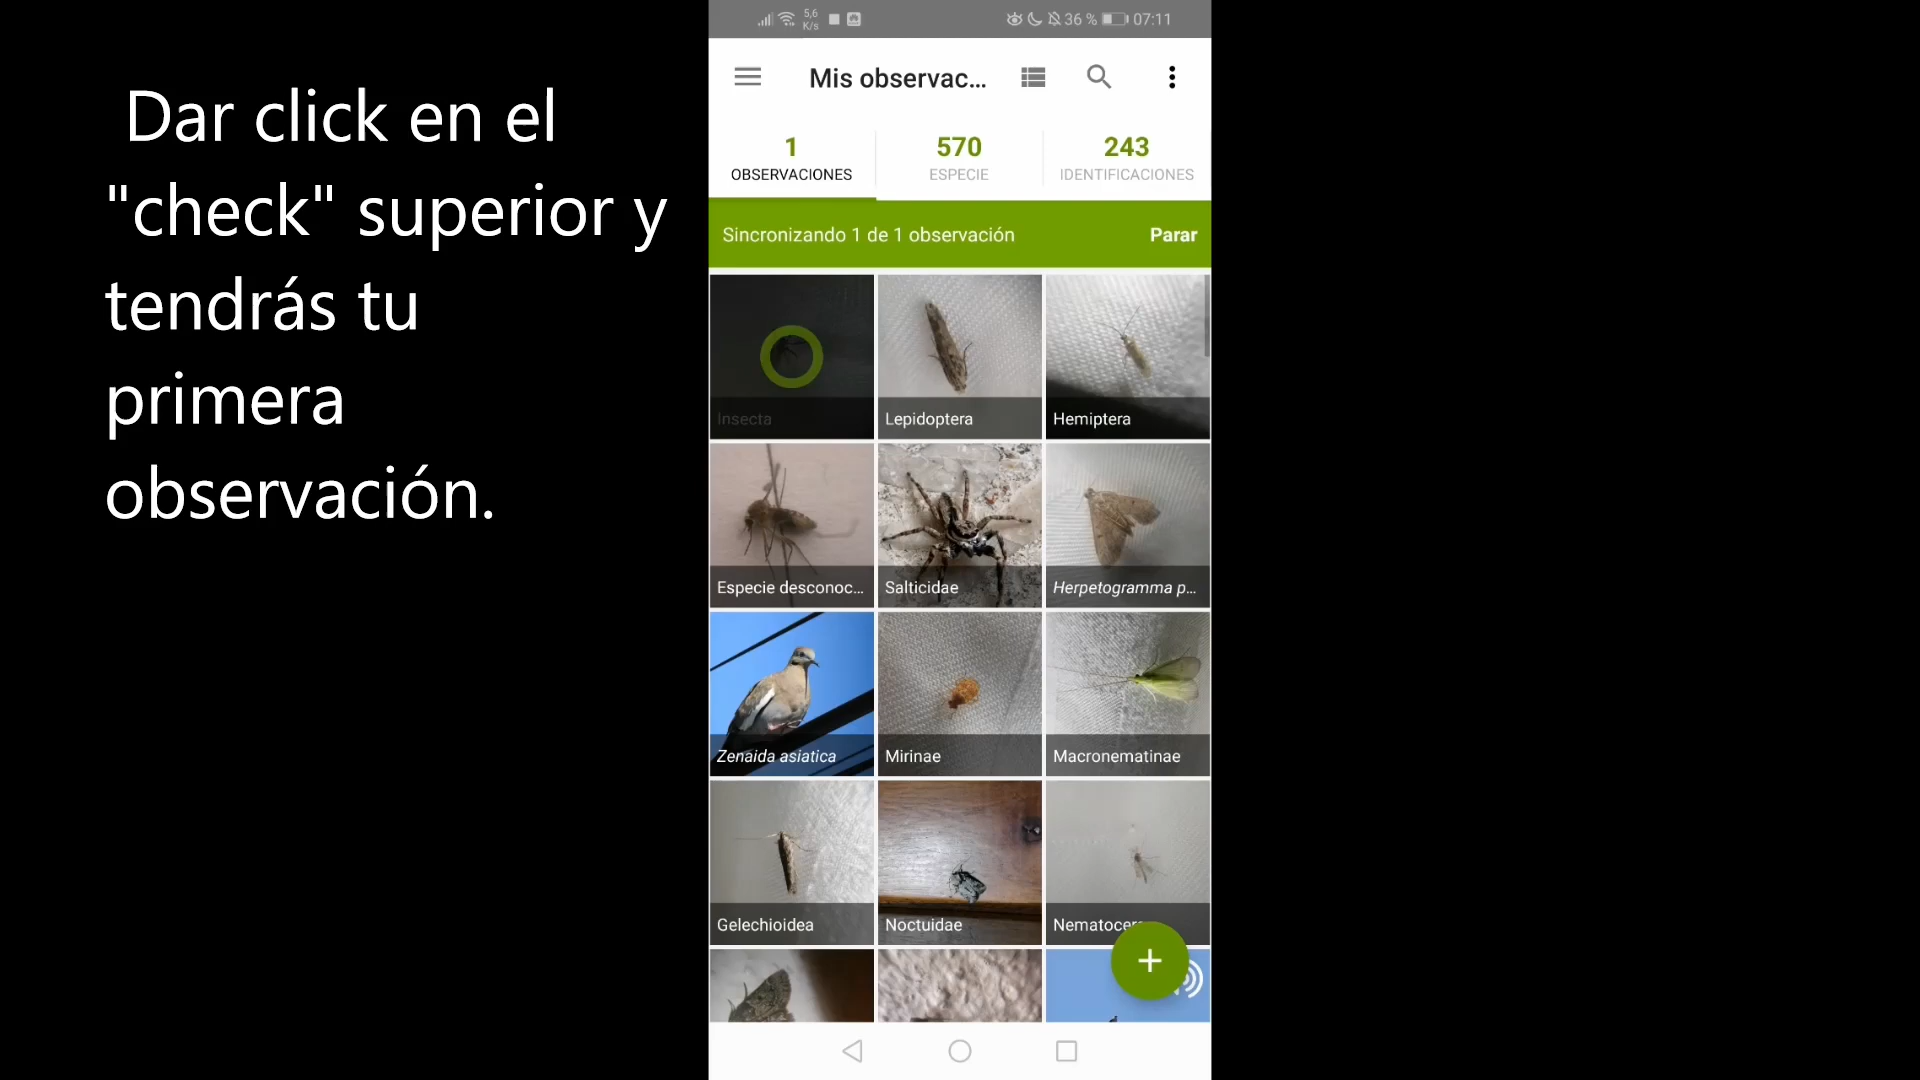 Dar click en el
"check" superior y
tendrás tu
primera
observación.
5,6
K/s
36 %
07:11
Mis observac...
1
OBSERVACIONES
570
ESPECIE
243
IDENTIFICACIONES
Sincronizando 1 de 1 observación
Parar
Insecta
Lepidoptera
Hemiptera
Especie desconoc...
Salticidae
Herpetogramma p...
Zenaida asiatica
Mirinae
Macronematinae
Gelechioidea
Noctuidae
Nematocer